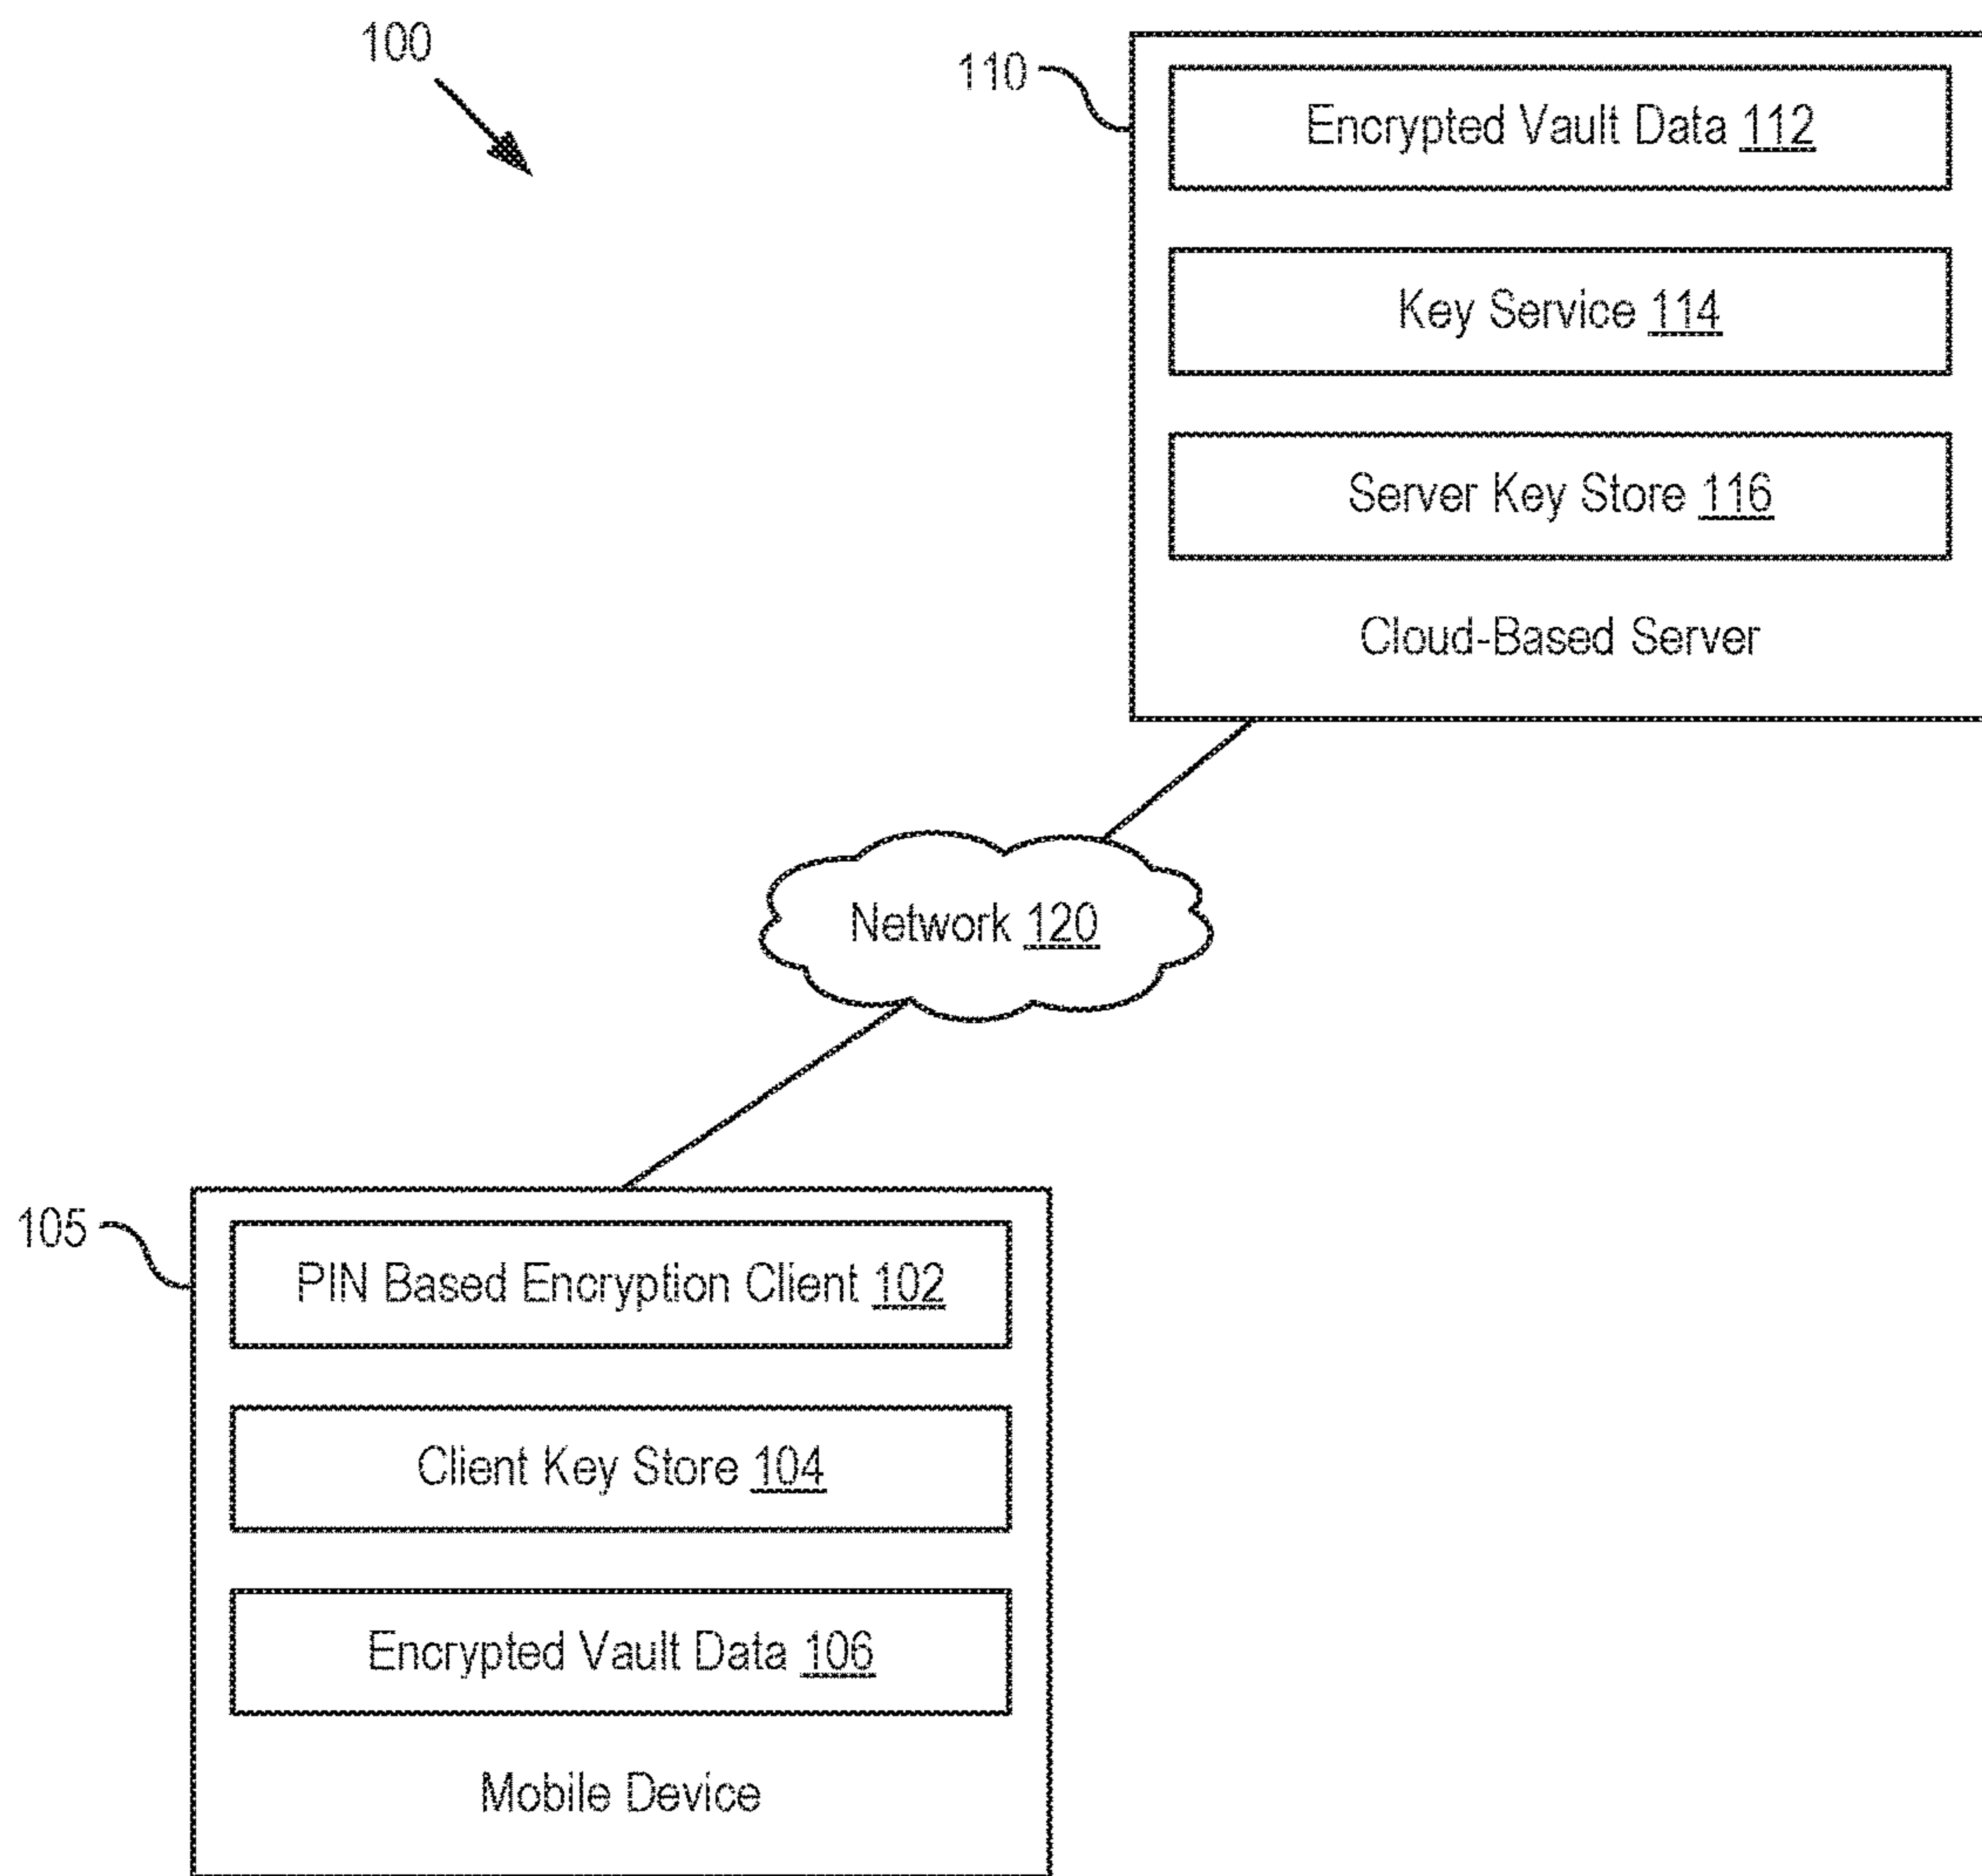 100
110
Encrypted Vault Data 112
Key Service 114
Server Key Store 116
Cloud-Based Server
Network 120
105
PIN Based Encryption Client 102
Client Key Store 104
Encrypted Vault Data 106
Mobile Device